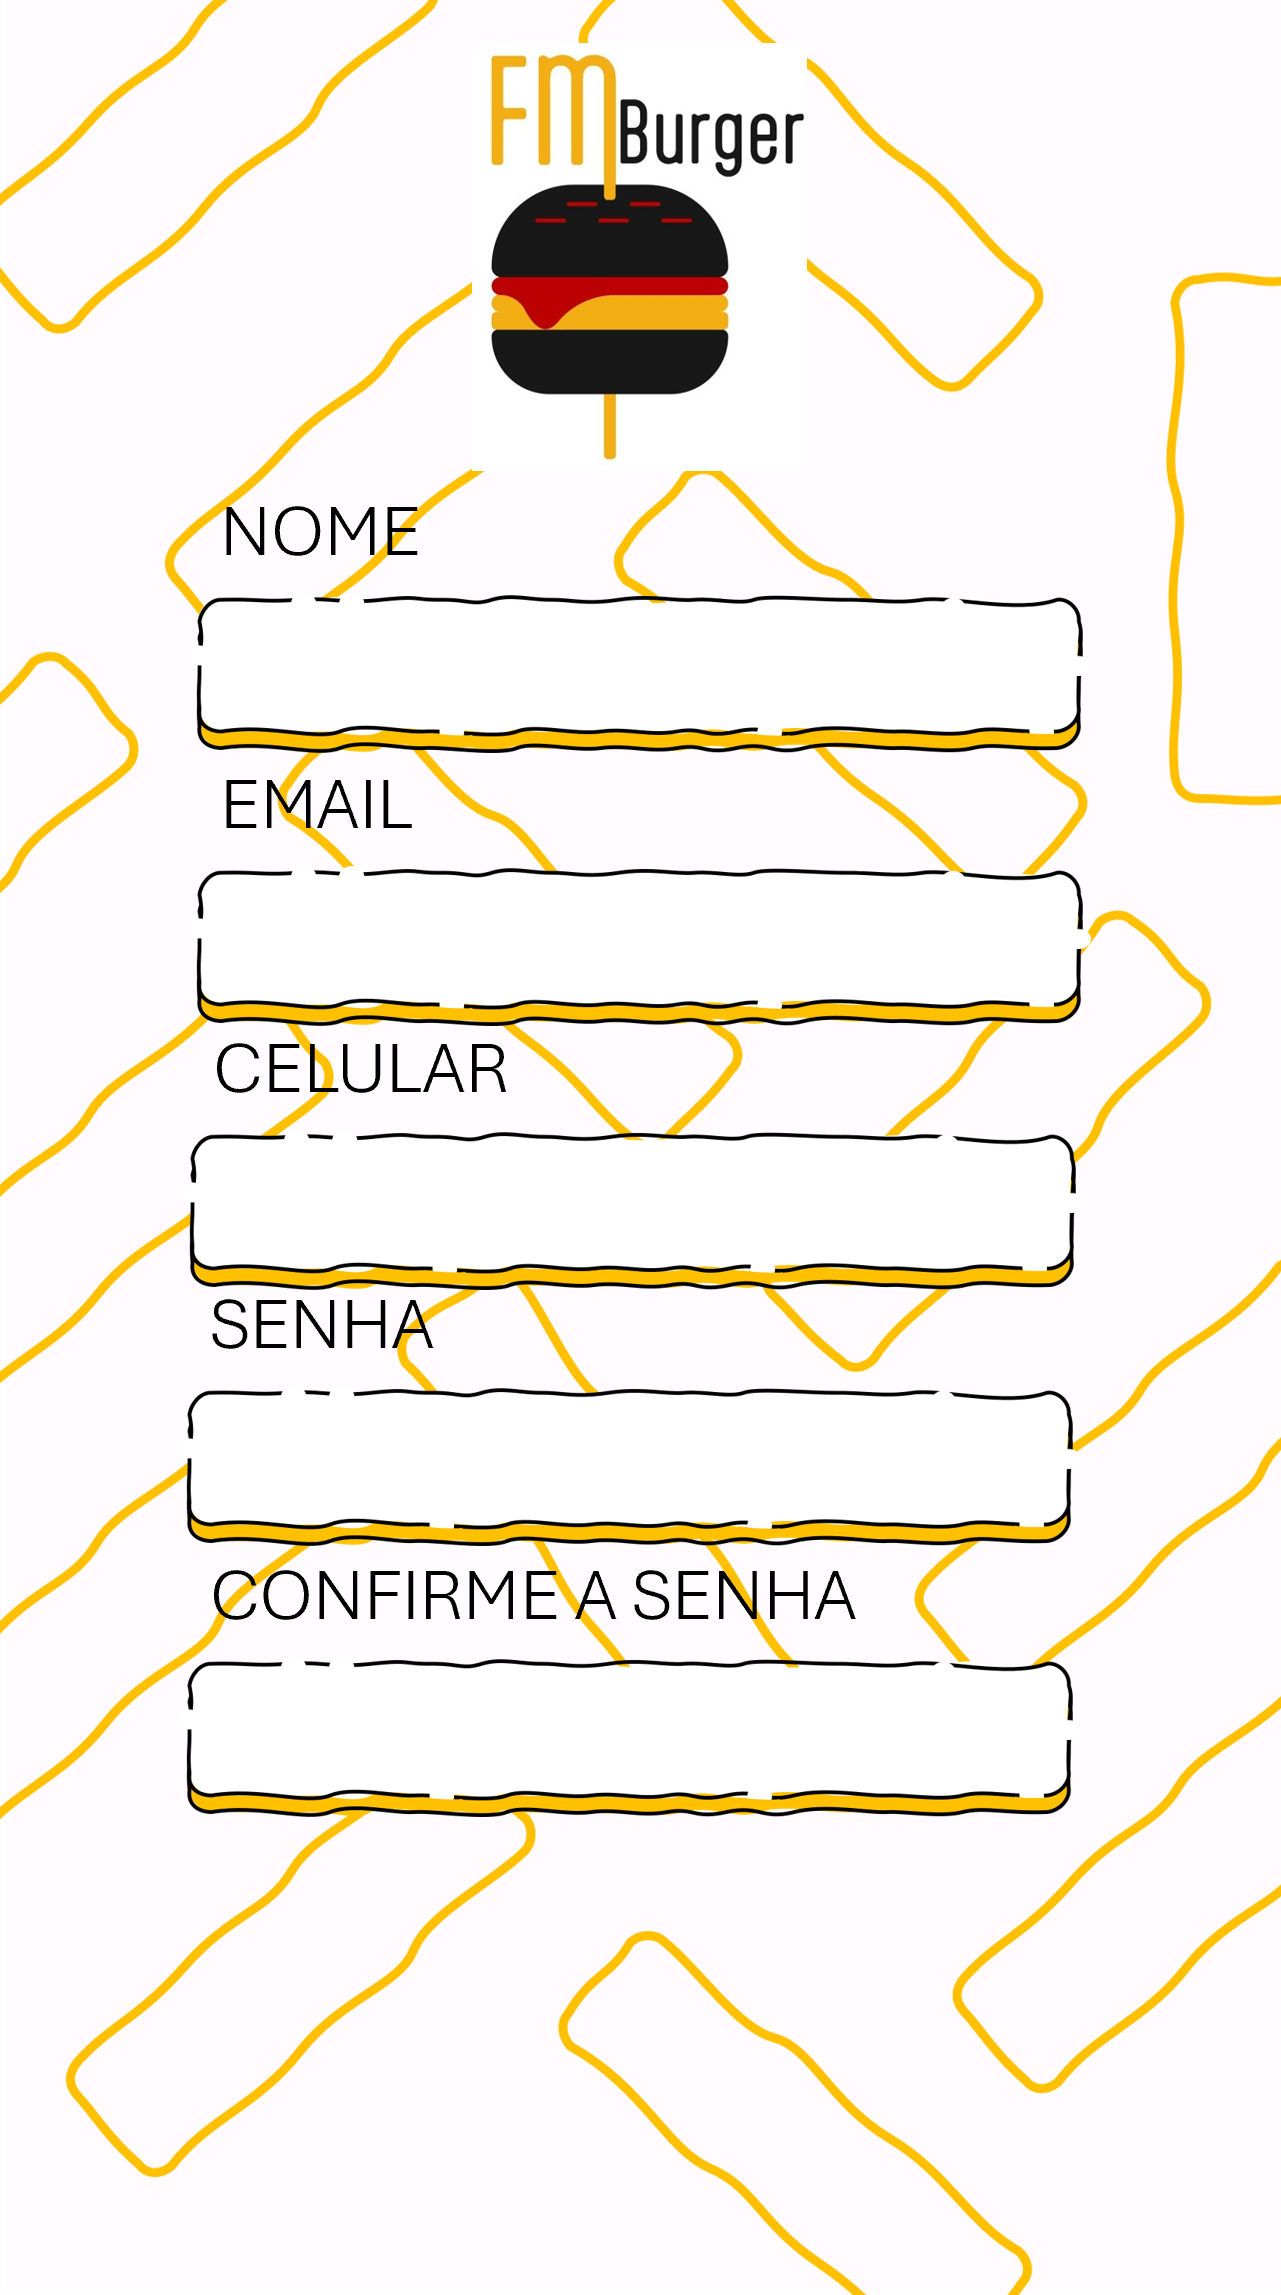 FM Burger
NOME
EMAIL
CELULAR
SENHA
CONFIRME A SENHA